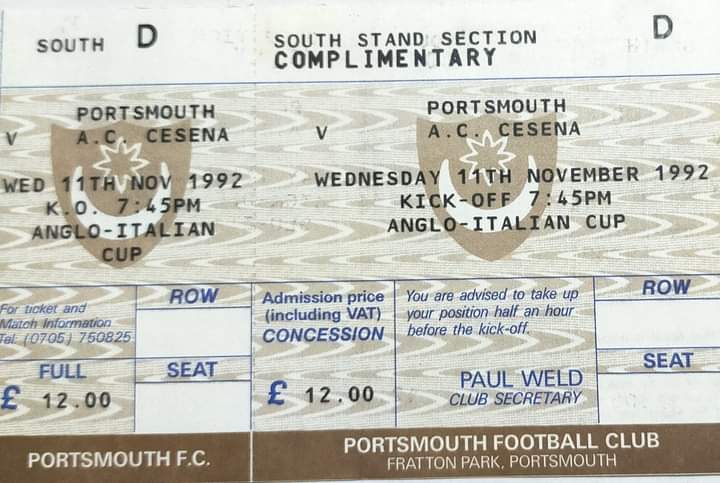 SOUTH D
PORTSMOUTH
V A.C. CESENA
WED 11TH NOV 1992
K.O. 7:45PM
ANGLO-ITALIAN
CUP
For ticket and
Match Information
Tel (0705) 750825
ROW
FULL
£ 12.00
SEAT
PORTSMOUTH F.C.
SOUTH STAND SECTION D
COMPLIMENTARY
PORTSMOUTH
V A.C. CESENA
WEDNESDAY 11TH NOVEMBER 1992
KICK-OFF 7:45PM
ANGLO-ITALIAN CUP
Admission price
(including VAT)
CONCESSION
£ 12.00
You are advised to take up
your position half an hour
before the kick-off.
PAUL WELD
CLUB SECRETARY
ROW
SEAT
PORTSMOUTH FOOTBALL CLUB
FRATTON PARK, PORTSMOUTH